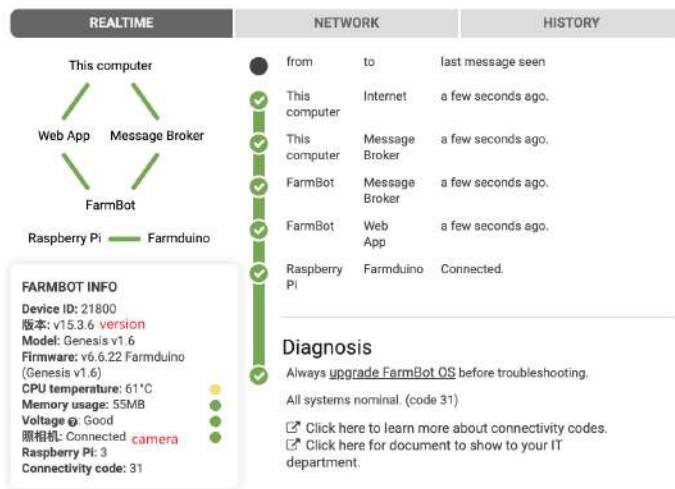 REALTIME NETWORK HISTORY
This computer
Web App Message Broker
FarmBot
Raspberry Pi Farmduino
FARMBOT INFO
Device ID: 21800
版本: v15.3.6 version
Model: Genesis v1.6
Firmware: v6.6.22 Farmduino
(Genesis v1.6)
CPU temperature: 61°C
Memory usage: 55MB
Voltage ?: Good
照相机: Connected camera
Raspberry Pi: 3
Connectivity code: 31
from to last message seen
This Internet a few seconds ago.
computer
This Message a few seconds ago.
computer Broker
FarmBot Message a few seconds ago.
Broker
FarmBot Web a few seconds ago.
App
Raspberry Farmduino Connected.
Pi
Diagnosis
Always upgrade FarmBot OS before troubleshooting.
All systems nominal. (code 31)
Click here to learn more about connectivity codes.
Click here for document to show to your IT
department.